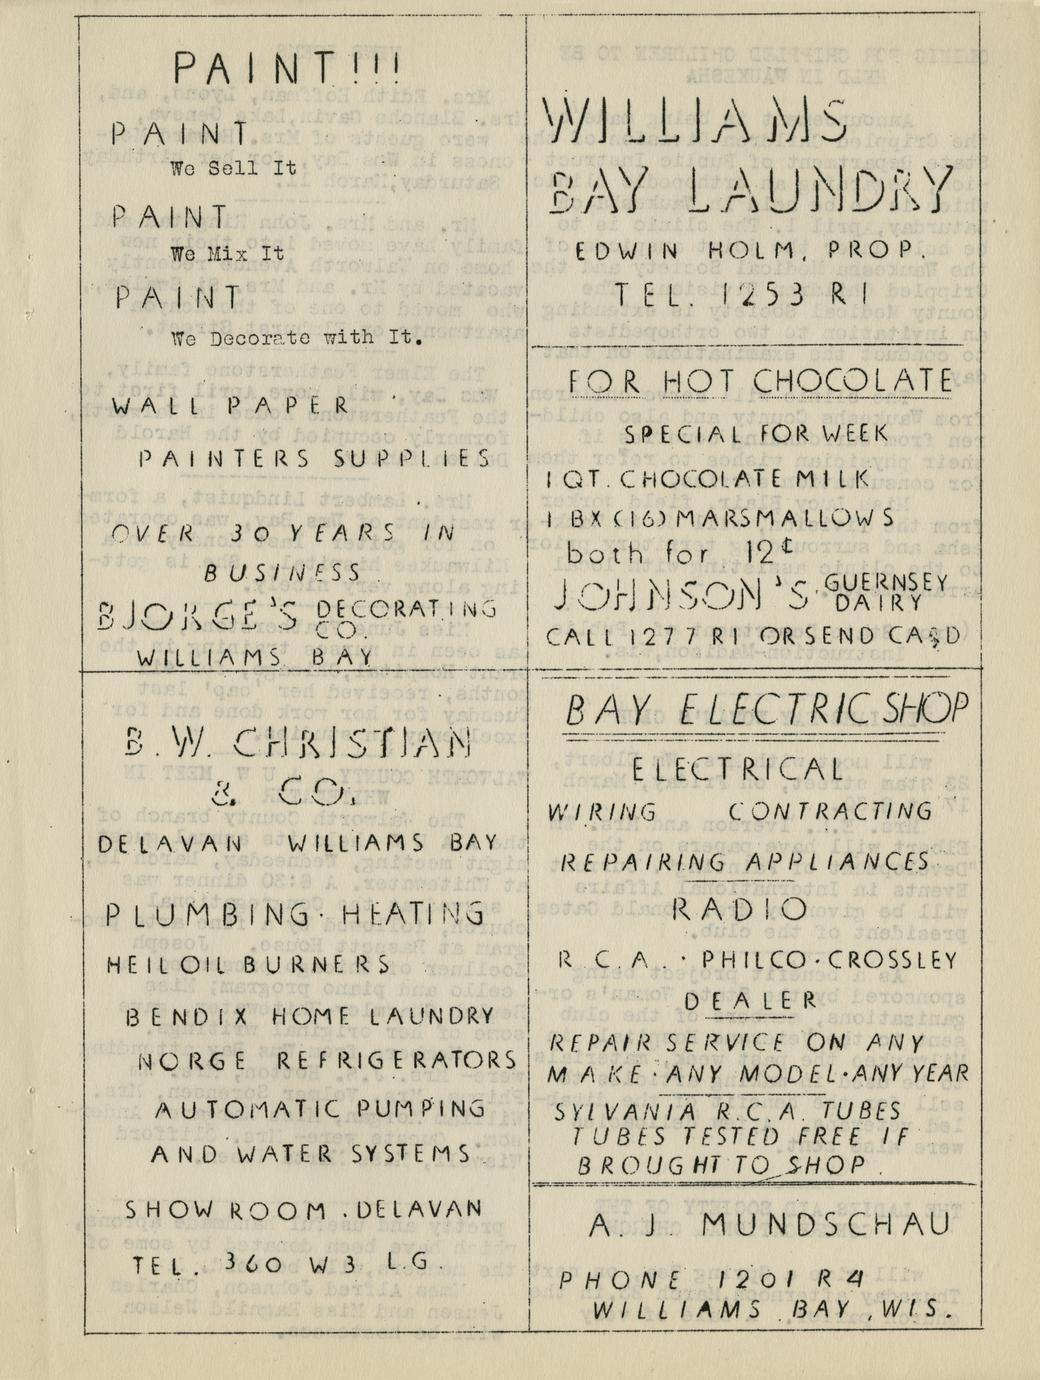 PAINT!!!
PAINT
We Sell It
PAINT
We Mix It
PAINT
We Decorate with It.
WALL PAPER
PAINTERS SUPPLIES
OVER 30 YEARS IN
BUSINESS
BJORGE'S DECORATING
CO.
WILLIAMS BAY
B.W. CHRISTIAN
& CO.
DELAVAN WILLIAMS BAY
PLUMBING · HEATING
HEIL OIL BURNERS
BENDIX HOME LAUNDRY
NORGE REFRIGERATORS
AUTOMATIC PUMPING
AND WATER SYSTEMS
SHOW ROOM . DELAVAN
TEL. 360 W 3 L.G.
WILLIAMS
BAY LAUNDRY
EDWIN HOLM, PROP.
TEL. 1253 R1
FOR HOT CHOCOLATE
SPECIAL FOR WEEK
1 QT. CHOCOLATE MILK
1 BX (16) MARSMALLOWS
both for 12¢
JOHNSON'S GUERNSEY
DAIRY
CALL 1277 R1 OR SEND CARD
BAY ELECTRIC SHOP
ELECTRICAL
WIRING CONTRACTING
REPAIRING APPLIANCES
RADIO
R.C.A. · PHILCO · CROSSLEY
DEALER
REPAIR SERVICE ON ANY
MAKE · ANY MODEL · ANY YEAR
SYLVANIA R.C.A. TUBES
TUBES TESTED FREE IF
BROUGHT TO SHOP.
A. J. MUNDSCHAU
PHONE 1201 R 4
WILLIAMS BAY, WIS.